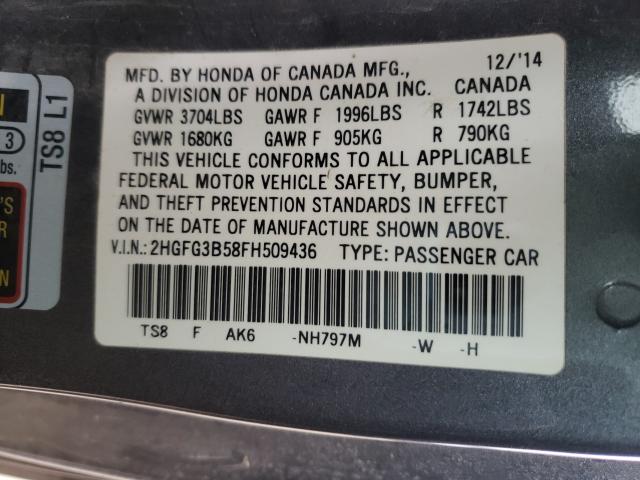 MFD. BY HONDA OF CANADA MFG., 12/'14
A DIVISION OF HONDA CANADA INC. CANADA
GVWR 3704LBS GAWR F 1996LBS R 1742LBS
GVWR 1680KG GAWR F 905KG R 790KG
THIS VEHICLE CONFORMS TO ALL APPLICABLE
FEDERAL MOTOR VEHICLE SAFETY, BUMPER,
AND THEFT PREVENTION STANDARDS IN EFFECT
ON THE DATE OF MANUFACTURE SHOWN ABOVE.
V.I.N.: 2HGFG3B58FH509436 TYPE: PASSENGER CAR
TS8 F AK6 -NH797M -W -H
TS8 L1
N
3
bs.
'S
R
N